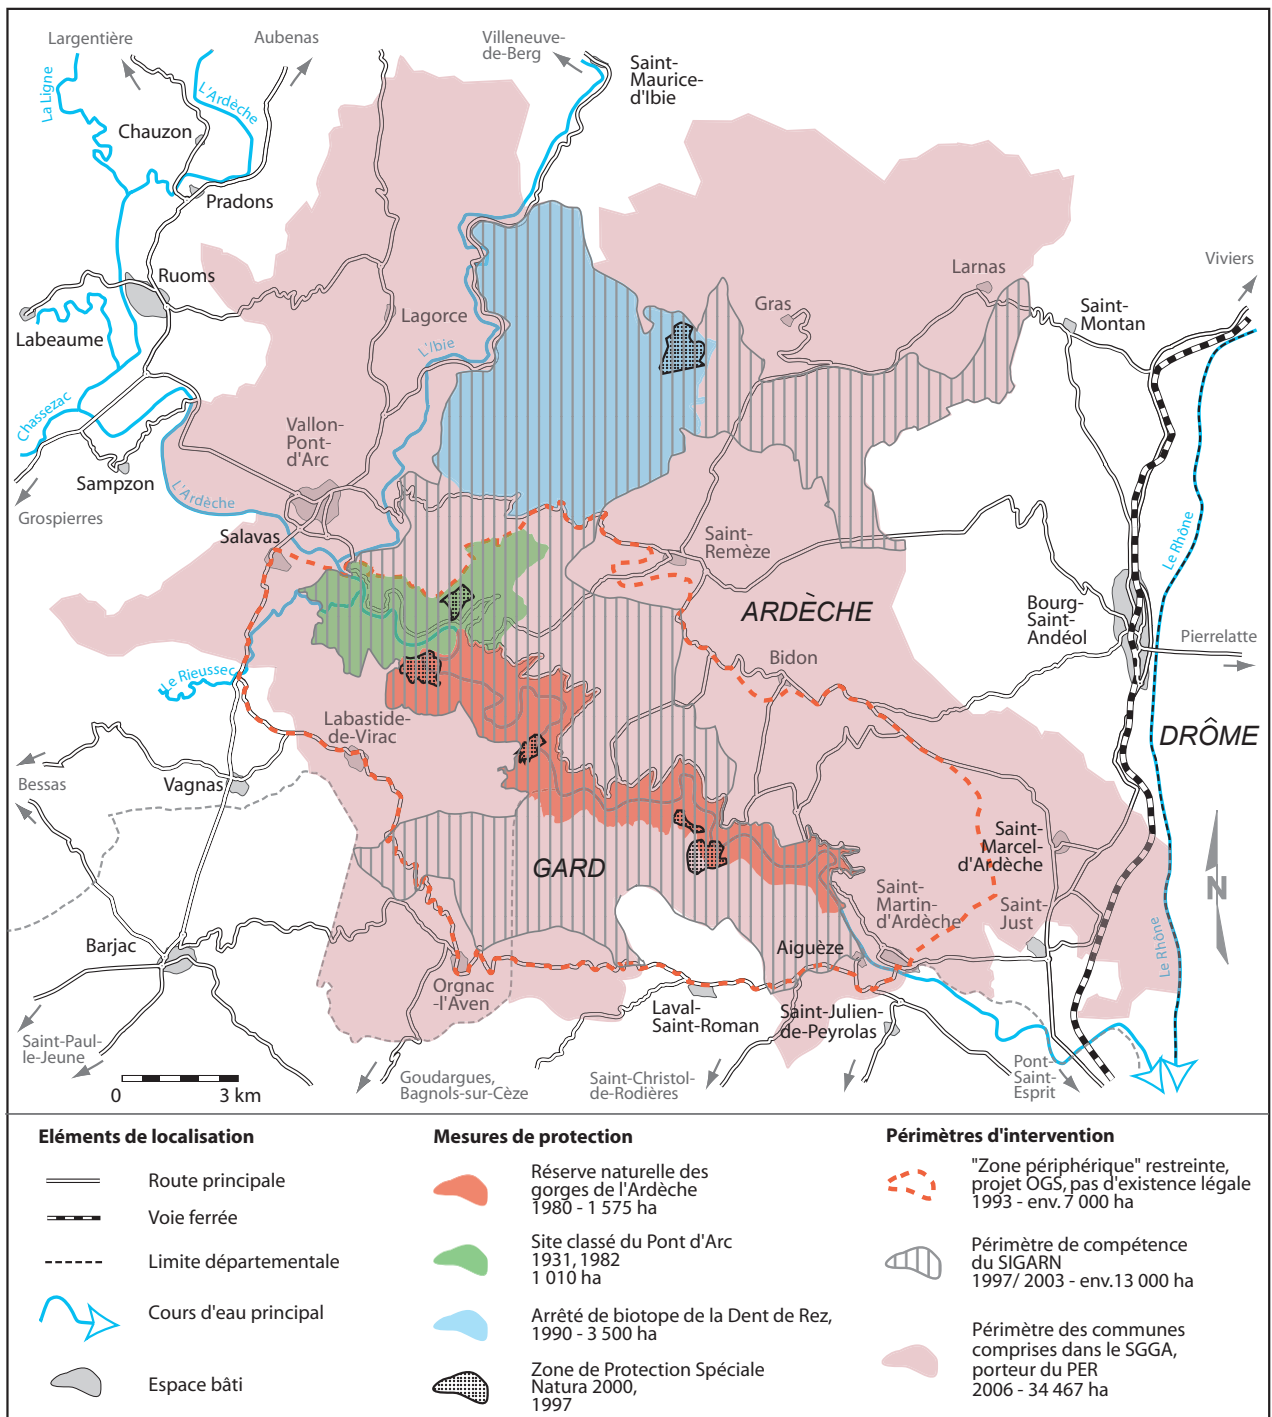 Largentière
Aubenas
Villeneuve-
de-Berg
Saint-
Maurice-
d'Ibie
La Ligne
L'Ardèche
Chauzon
Pradons
Ruoms
Labeaume
Lagorce
L'Ibie
Gras
Larnas
Viviers
Saint-
Montan
Chassezac
Sampzon
Grospierres
Vallon-
Pont-
d'Arc
L'Ardèche
Salavas
Saint-
Remèze
Le Rhône
ARDÈCHE
Bourg-
Saint-
Andéol
Pierrelatte
Le Rieussec
Bidon
Labastide-
de-Virac
DRÔME
Bessas
Vagnas
GARD
Saint-
Marcel-
d'Ardèche
Saint-
Martin-
d'Ardèche
Saint-
Just
N
Barjac
Aiguèze
Le Rhône
Orgnac
-l'Aven
Laval-
Saint-Roman
Saint-Julien-
de-Peyrolas
Saint-Paul-
le-Jeune
Goudargues,
Bagnols-sur-Cèze
Saint-Christol-
de-Rodières
Pont-
Saint-
Esprit
0 3 km
Eléments de localisation
Route principale
Voie ferrée
Limite départementale
Cours d'eau principal
Espace bâti
Mesures de protection
Réserve naturelle des
gorges de l'Ardèche
1980 - 1 575 ha
Site classé du Pont d'Arc
1931, 1982
1 010 ha
Arrêté de biotope de la Dent de Rez,
1990 - 3 500 ha
Zone de Protection Spéciale
Natura 2000,
1997
Périmètres d'intervention
"Zone périphérique" restreinte,
projet OGS, pas d'existence légale
1993 - env. 7 000 ha
Périmètre de compétence
du SIGARN
1997/ 2003 - env.13 000 ha
Périmètre des communes
comprises dans le SGGA,
porteur du PER
2006 - 34 467 ha